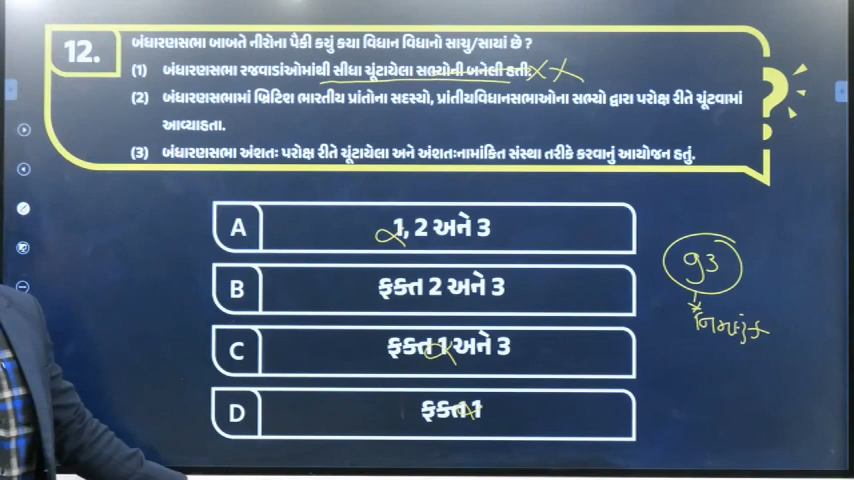 12.
બંધારણસભા બાબતે નીચેના પૈકી કયું કયા વિધાન વિધાનો સાચુ/સાચાં છે ?
(1) બંધારણસભા રજવાડાંઓમાંથી સીધા ચૂંટાયેલા સભ્યોની બનેલી હતી.
(2) બંધારણસભામાં બ્રિટિશ ભારતીય પ્રાંતોના સદસ્યો, પ્રાંતીયવિધાનસભાઓના સભ્યો દ્વારા પરોક્ષ રીતે ચૂંટવામાં
આવ્યાહતા.
(3) બંધારણસભા અંશતઃ પરોક્ષ રીતે ચૂંટાયેલા અને અંશતઃનામાંકિત સંસ્થા તરીકે કરવાનું આયોજન હતું.
?
A 1, 2 અને 3
B ફક્ત 2 અને 3
C ફક્ત 1 અને 3
D ફક્ત 1
93
નિમણૂંક